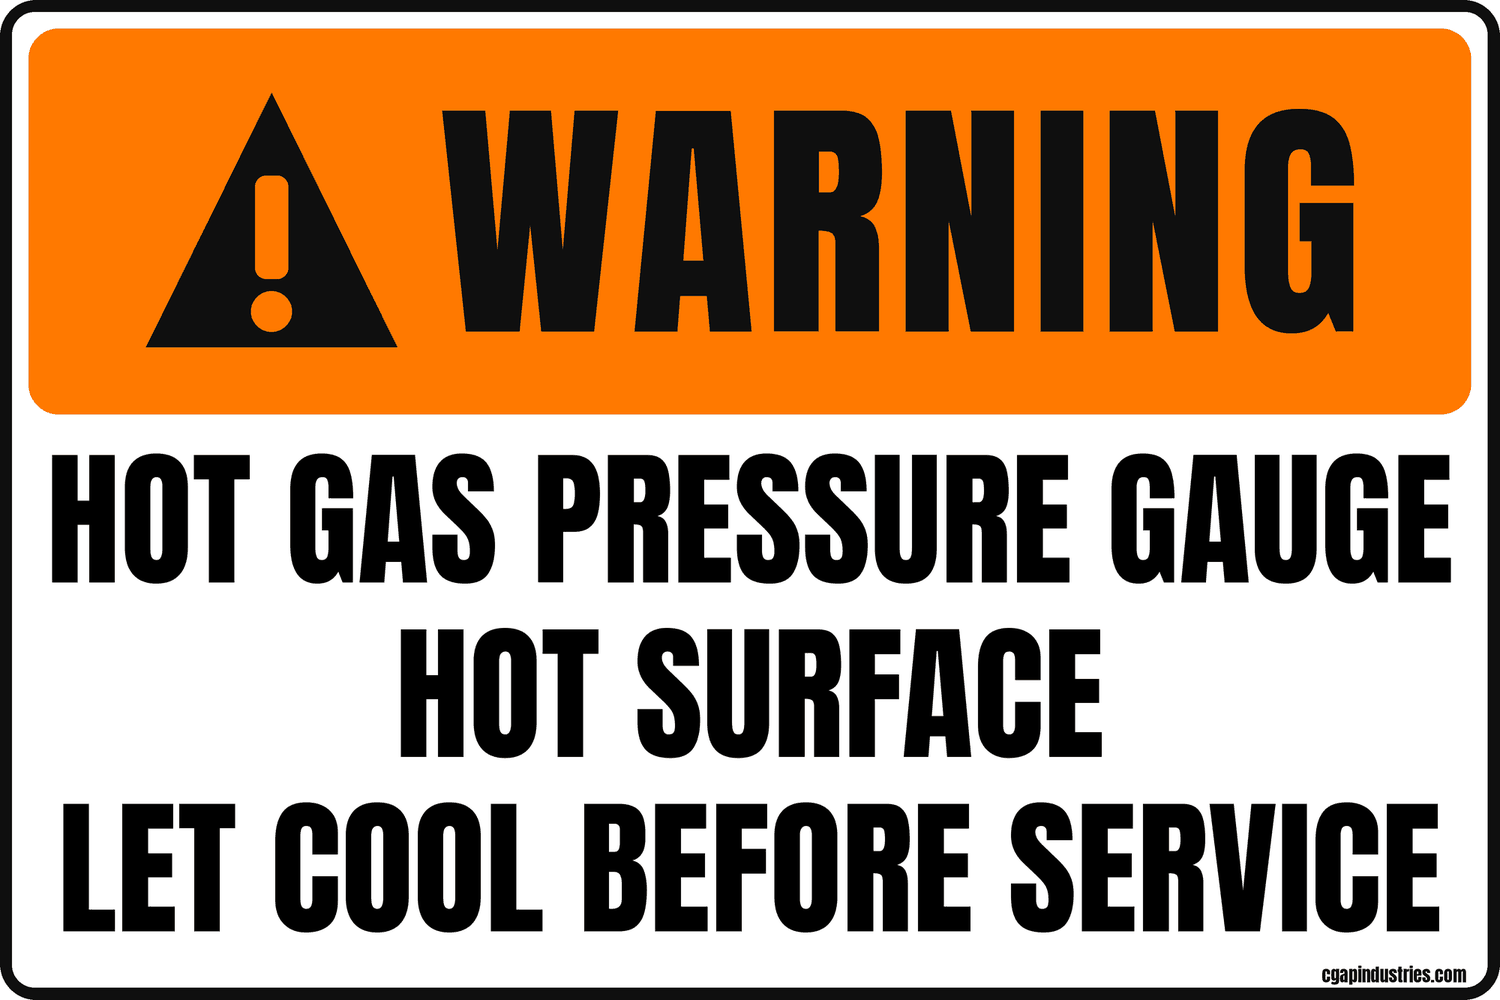 WARNING
HOT GAS PRESSURE GAUGE
HOT SURFACE
LET COOL BEFORE SERVICE
cgapindustries.com